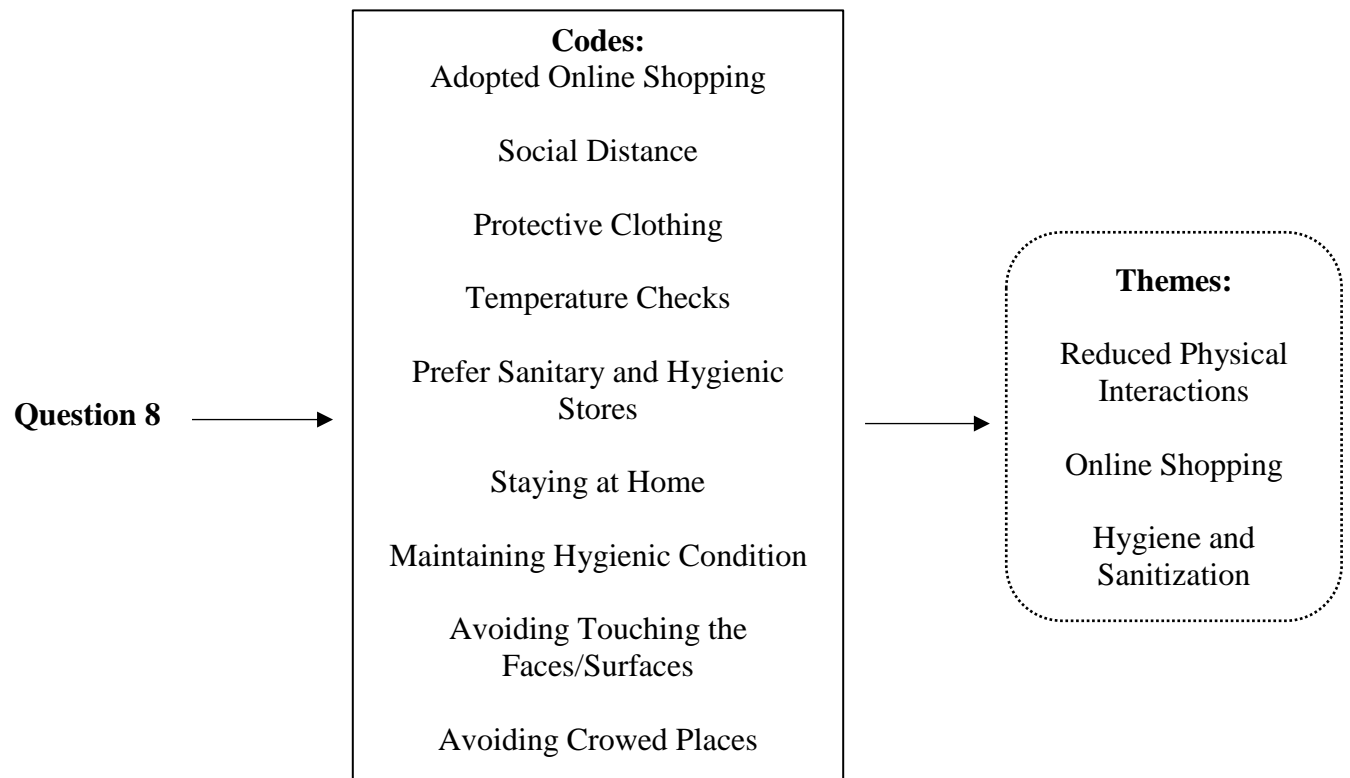 Question 8
Codes:
Adopted Online Shopping
Social Distance
Protective Clothing
Temperature Checks
Prefer Sanitary and Hygienic
Stores
Staying at Home
Maintaining Hygienic Condition
Avoiding Touching the
Faces/Surfaces
Avoiding Crowed Places
Themes:
Reduced Physical
Interactions
Online Shopping
Hygiene and
Sanitization